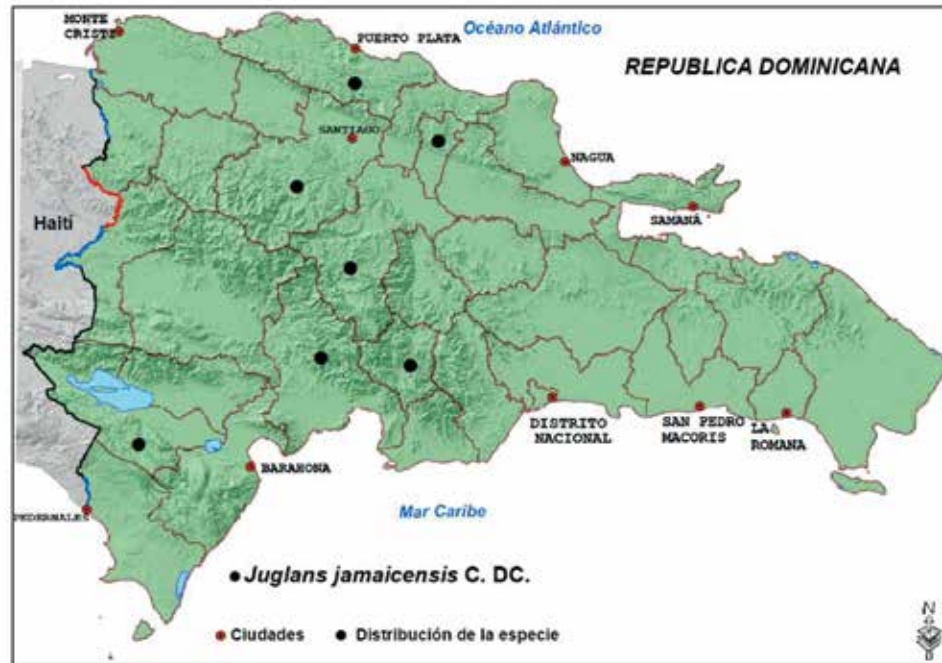 MONTE
CRISTI
PUERTO PLATA
Océano Atlántico
REPUBLICA DOMINICANA
SANTIAGO
NAGUA
SAMANÁ
Haití
DISTRITO
NACIONAL
SAN PEDRO
MACORIS
LA
ROMANA
BARAHONA
PEDERNALES
Mar Caribe
Juglans jamaicensis C. DC.
Ciudades
Distribución de la especie
N